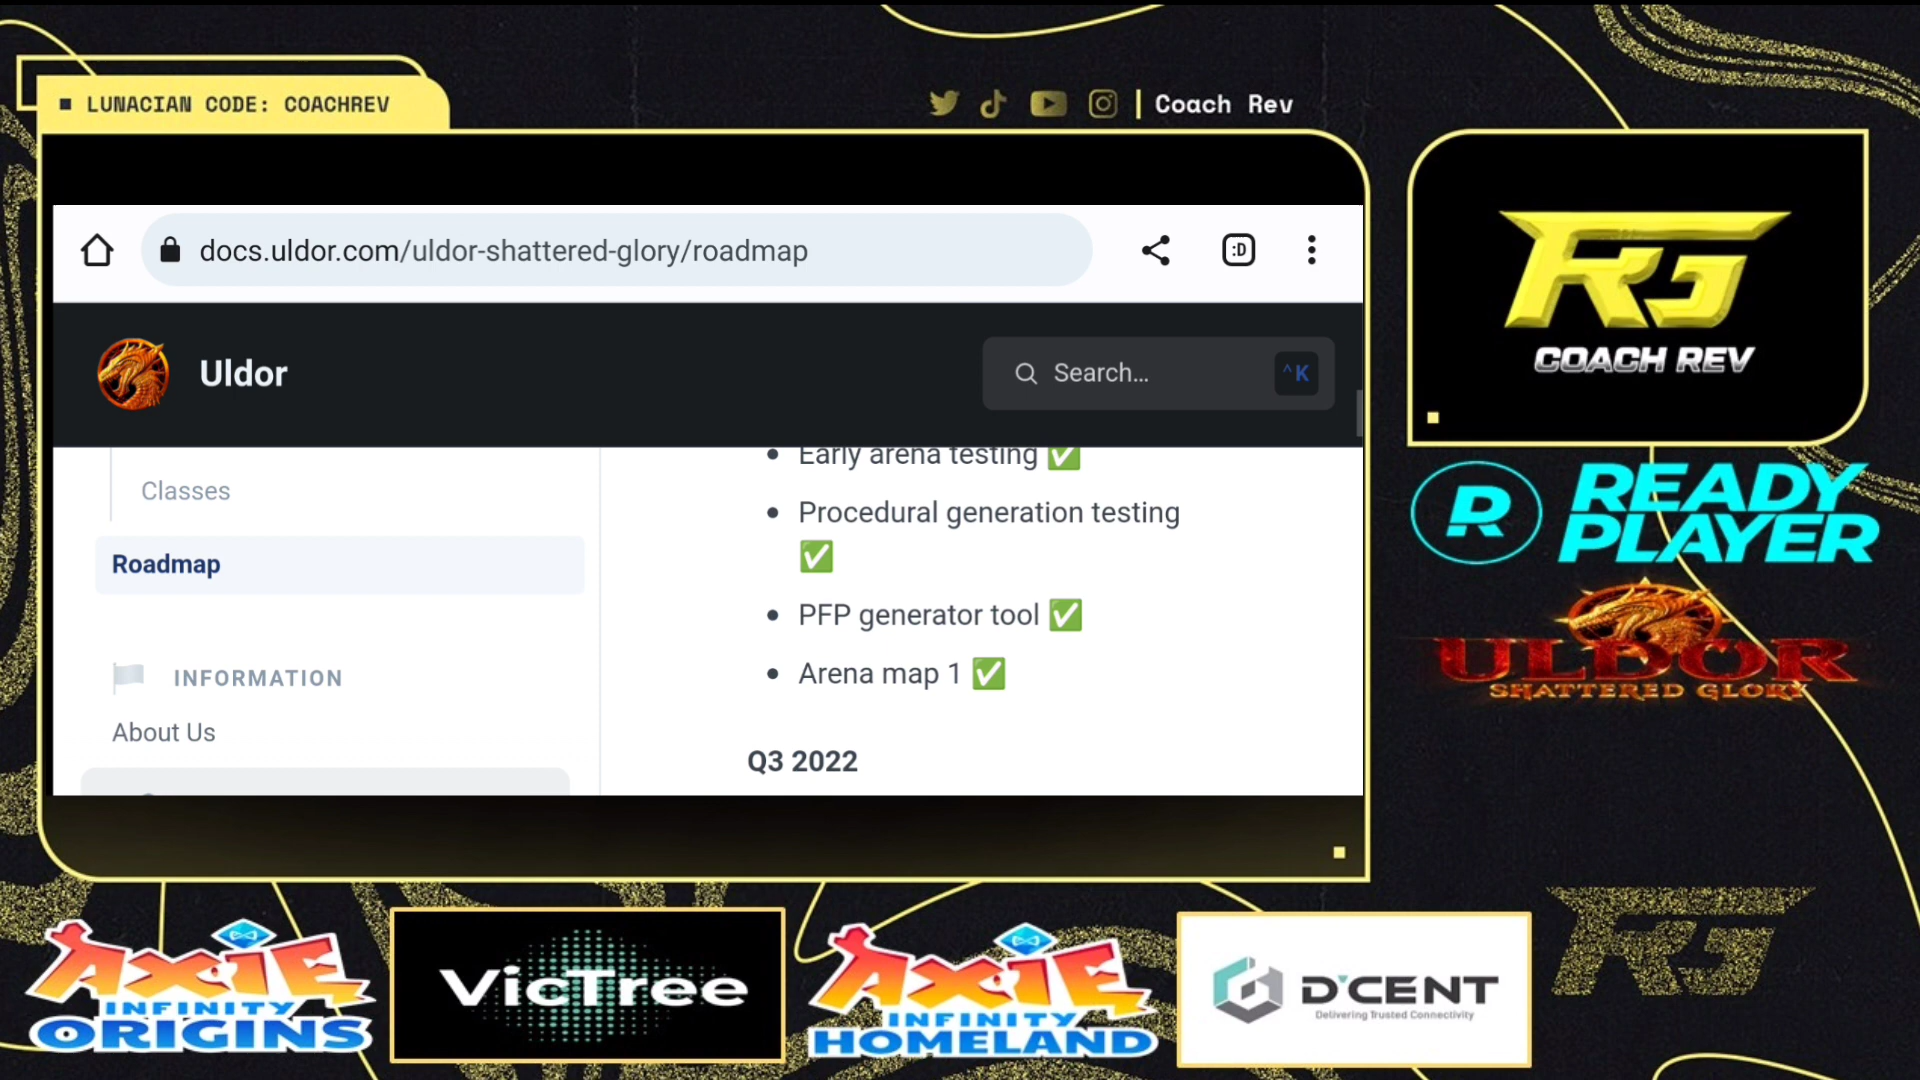 LUNACIAN CODE: COACHREV
Coach Rev
docs.uldor.com/uldor-shattered-glory/roadmap
:D
Uldor
Search...
^K
Classes
Roadmap
INFORMATION
About Us
Early arena testing ✅
Procedural generation testing
✅
PFP generator tool ✅
Arena map 1 ✅
Q3 2022
COACH REV
R
READY
PLAYER
ULDOR
SHATTERED GLORY
AXIE
INFINITY
ORIGINS
VicTree
AXIE
INFINITY
HOMELAND
D'CENT
Delivering Trusted Connectivity